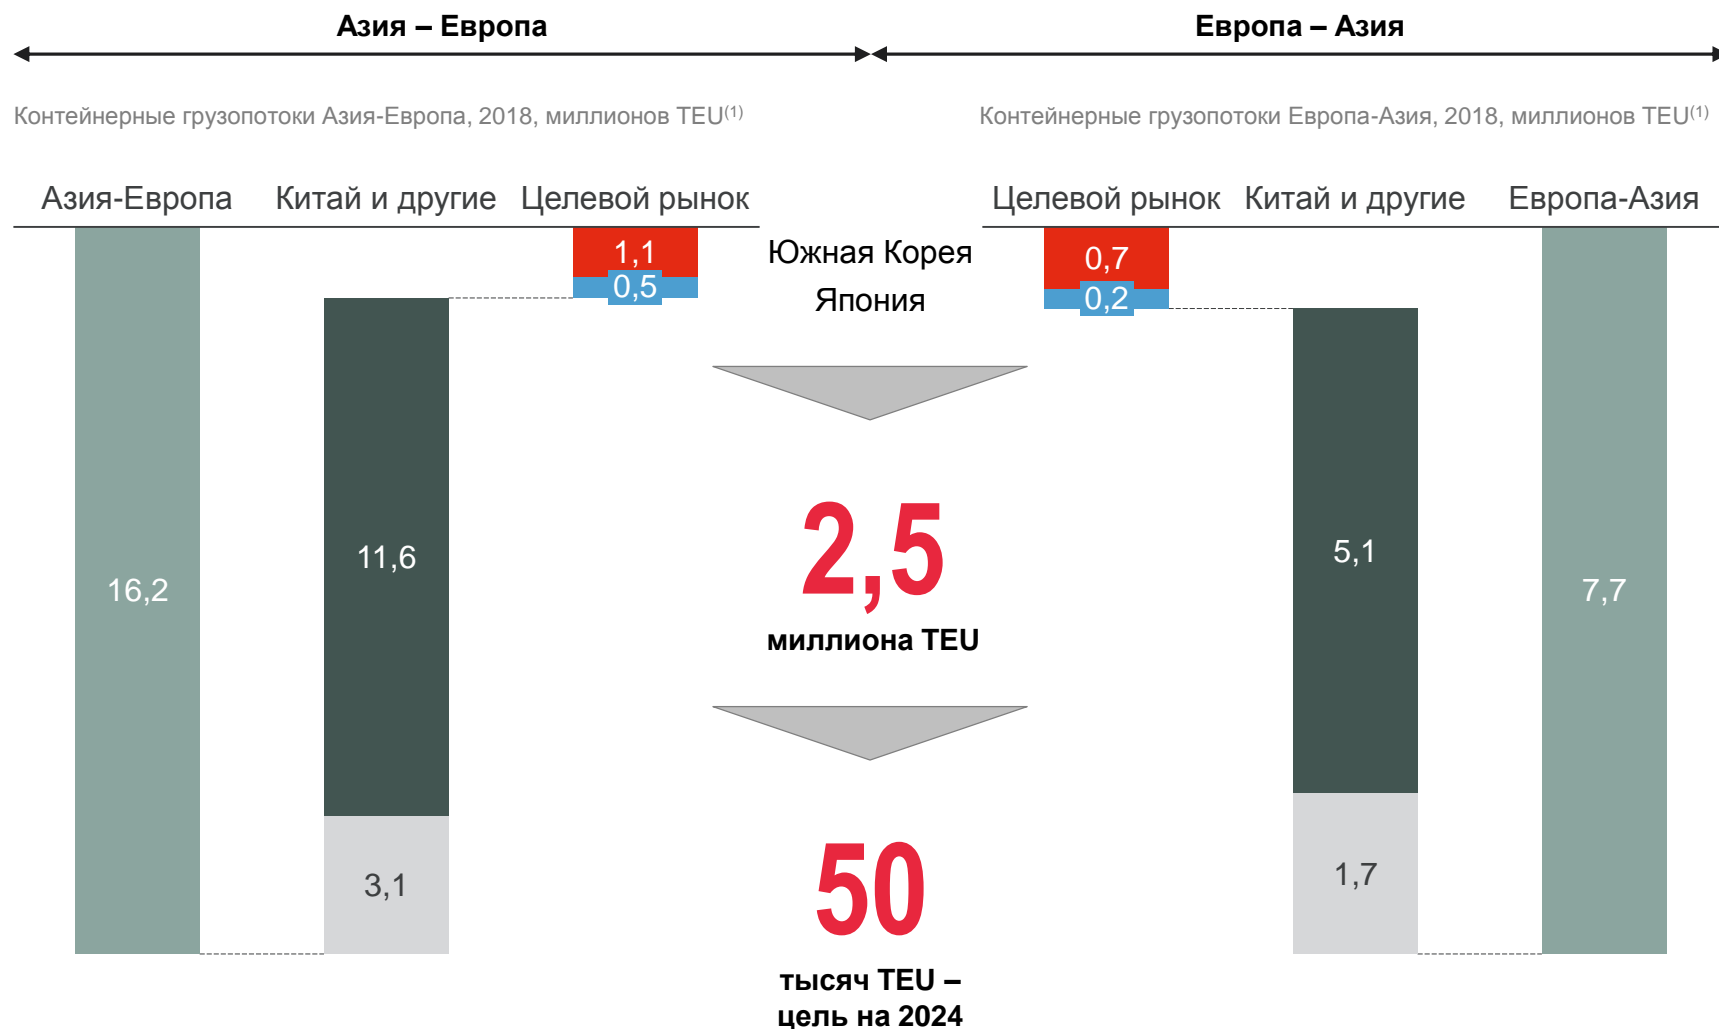 Азия – Европа
Европа – Азия
Контейнерные грузопотоки Азия-Европа, 2018, миллионов TEU(1)
Контейнерные грузопотоки Европа-Азия, 2018, миллионов TEU(1)
Азия-Европа
Китай и другие
Целевой рынок
Целевой рынок
Китай и другие
Европа-Азия
1,1
Южная Корея
0,7
0,5
Япония
0,2
16,2
11,6
3,1
2,5
миллиона TEU
5,1
7,7
1,7
50
тысяч TEU –
цель на 2024